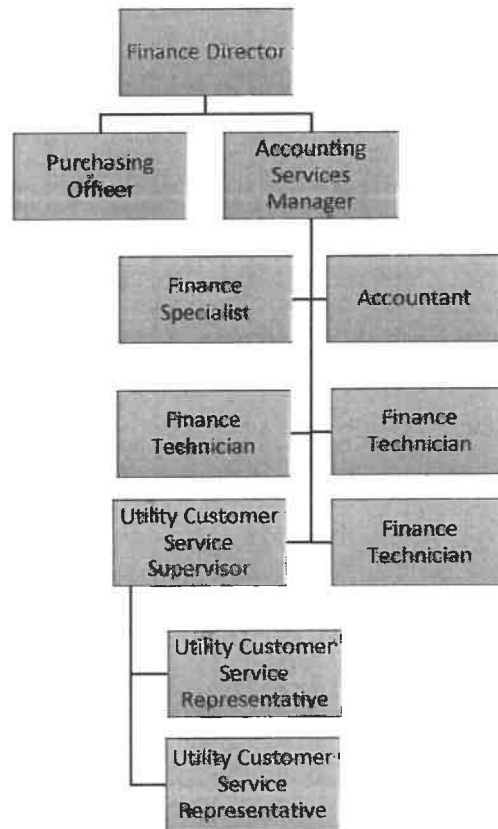 Finance Director
Purchasing
Officer
Accounting
Services
Manager
Finance
Specialist
Accountant
Finance
Technician
Finance
Technician
Utility Customer
Service
Supervisor
Finance
Technician
Utility Customer
Service
Representative
Utility Customer
Service
Representative